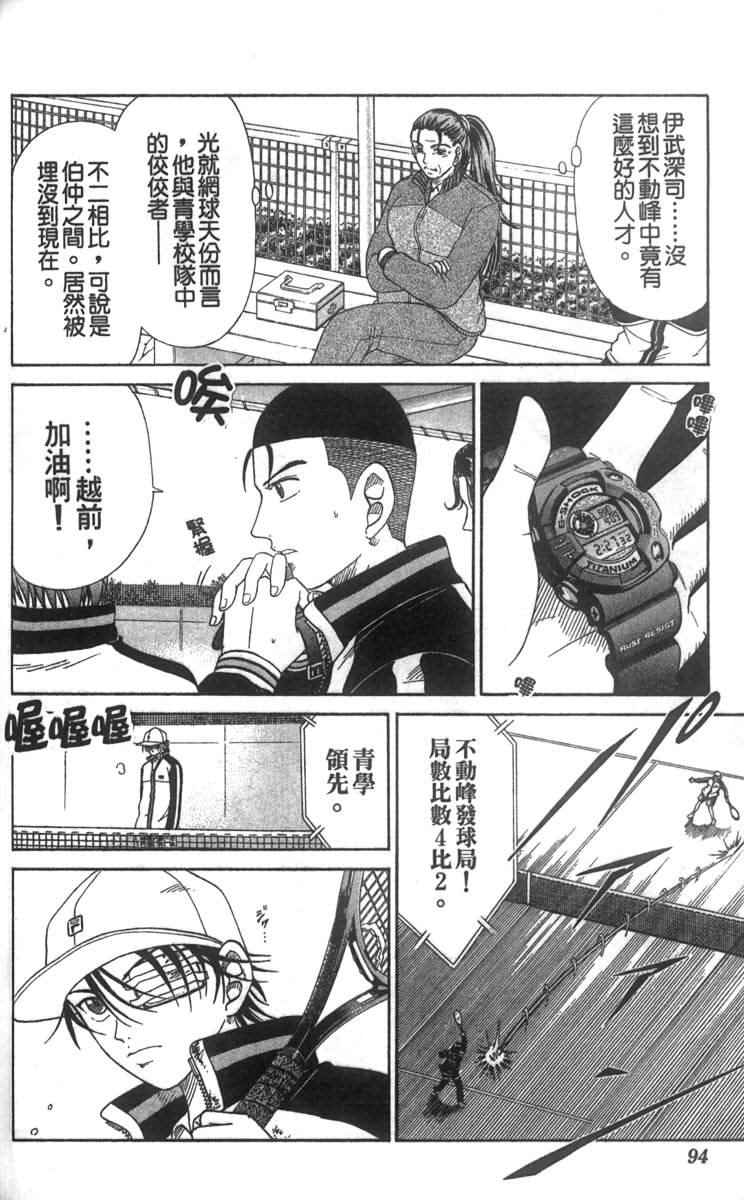 伊武深司……沒
想到不動峰中竟有
這麼好的人才。
光就網球天份而言
，他與青學校隊中
的佼佼者——
不二相比，可說是
伯仲之間。居然被
埋沒到現在。
嗶
嗶
G-SHOCK
2:2732
TITANIUM
RUST RESIST
嗶
唉
緊握
……越前，
加油啊！
不動峰發球局！
局數比數4比2。
青學
領先。
喔喔喔
F
94